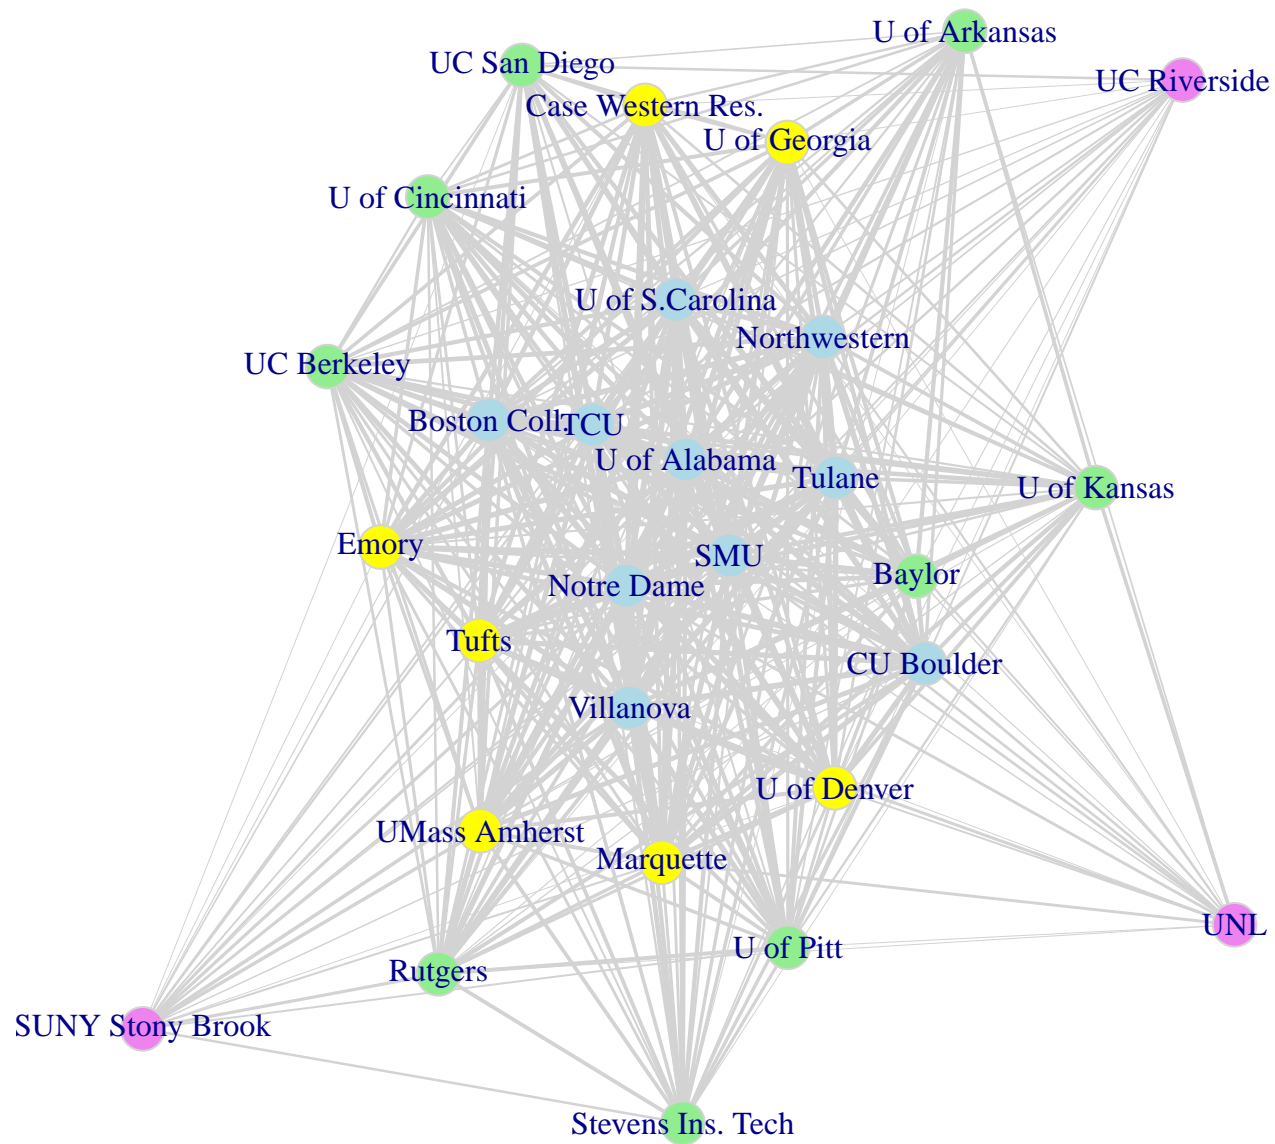 U of Arkansas
UC San Diego
UC Riverside
Case Western Res.
U of Georgia
U of Cincinnati
U of S.Carolina
Northwestern
UC Berkeley
Boston Coll.
TCU
U of Alabama
Tulane
U of Kansas
Emory
SMU
Baylor
Notre Dame
Tufts
CU Boulder
Villanova
U of Denver
UMass Amherst
Marquette
UNL
U of Pitt
Rutgers
SUNY Stony Brook
Stevens Ins. Tech